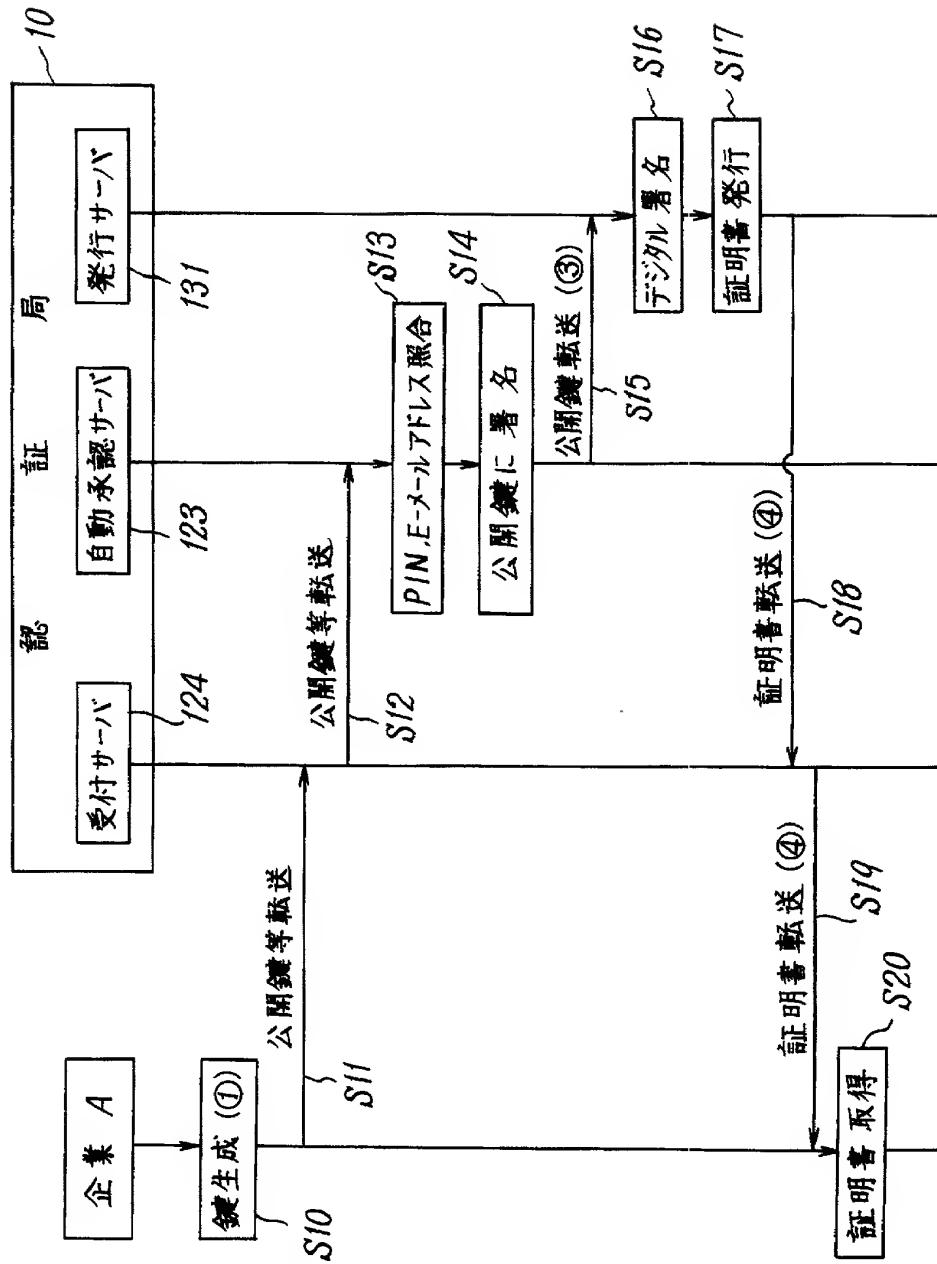 10
認証局
企業 A
受付サーバ
自動承認サーバ
発行サーバ
124
123
131
鍵生成 (①)
S10
公開鍵等転送
S11
公開鍵等転送
S12
PIN,E-メールアドレス照合
S13
公開鍵に署名
S14
公開鍵転送 (③)
S15
デジタル署名
S16
証明書発行
S17
証明書転送 (④)
S18
証明書転送 (④)
S19
証明書取得
S20